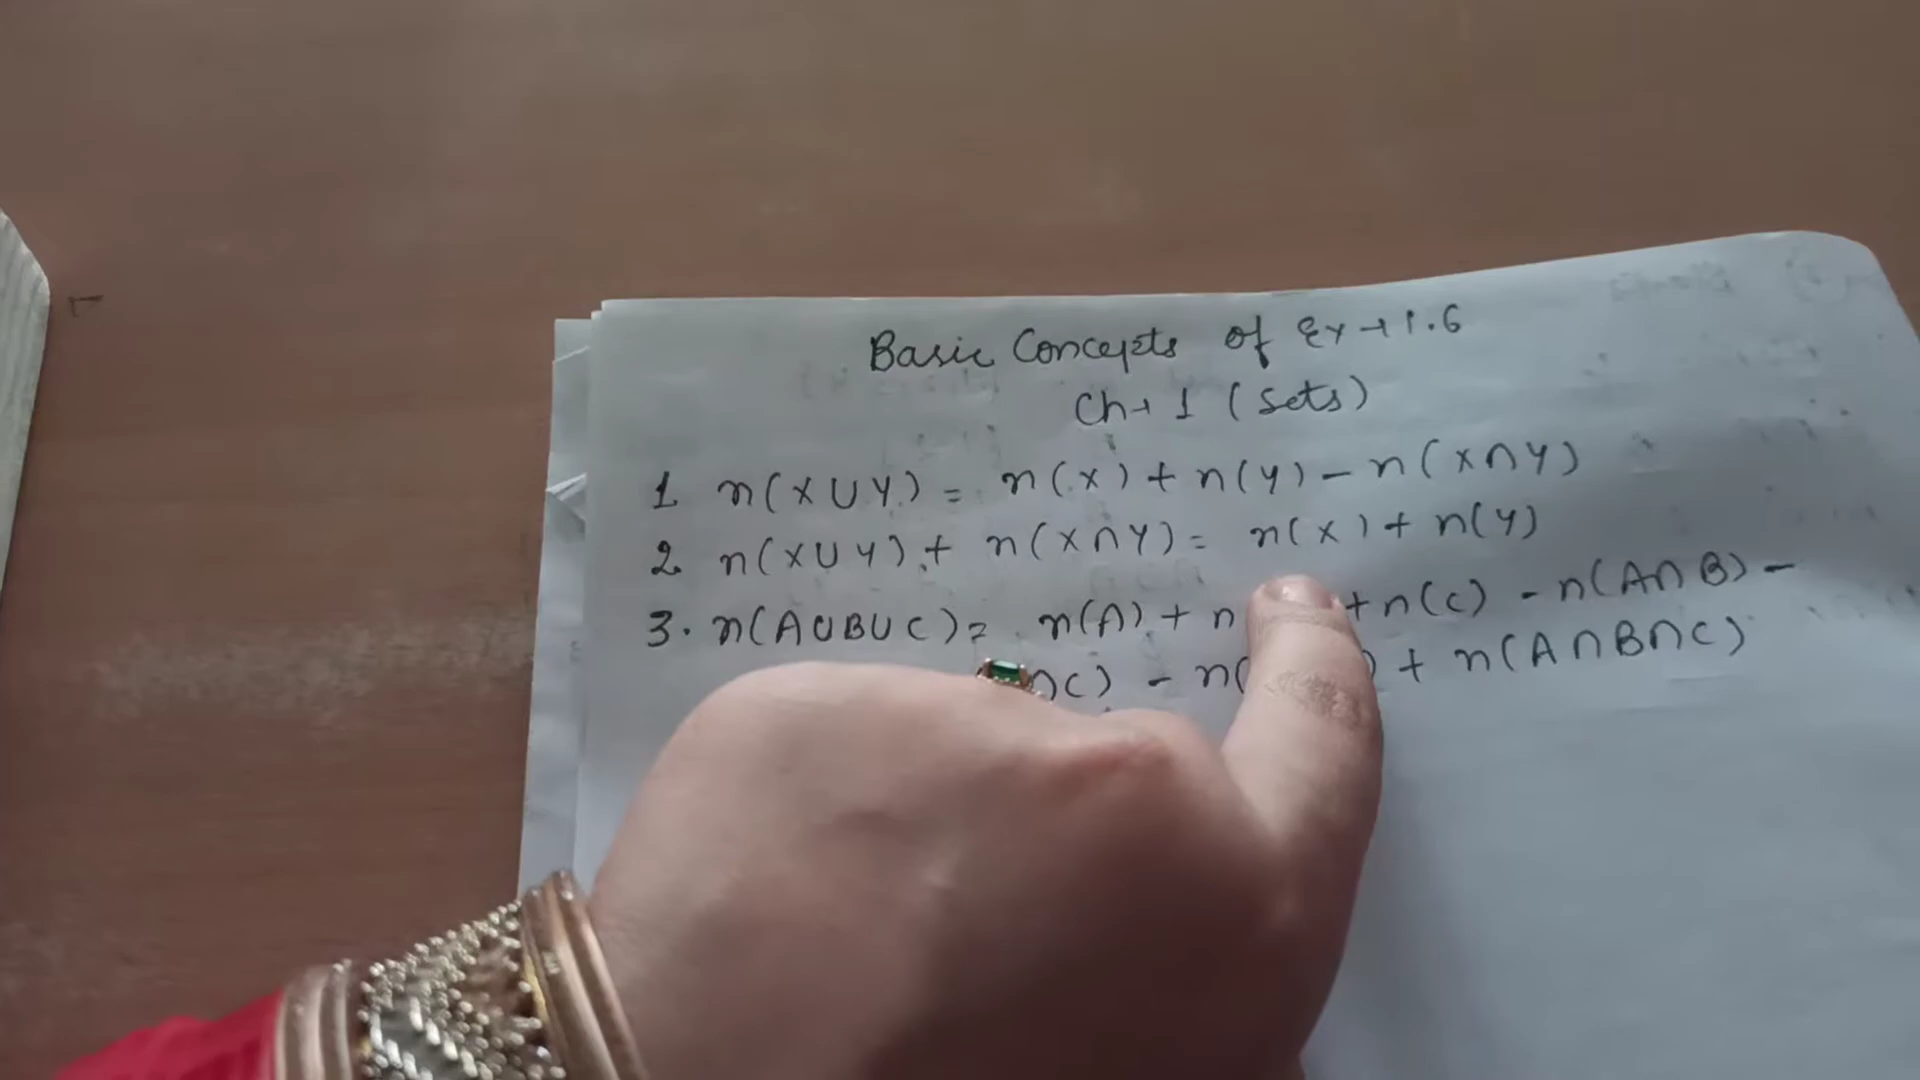 Basic Concepts of Ex → 1.6
Ch → 1 (Sets)
1. n(X∪Y) = n(X) + n(Y) - n(X∩Y)
2. n(X∪Y) + n(X∩Y) = n(X) + n(Y)
3. n(A∪B∪C) = n(A) + n + n(C) - n(A∩B) -
∩C) - n( ) + n(A∩B∩C)